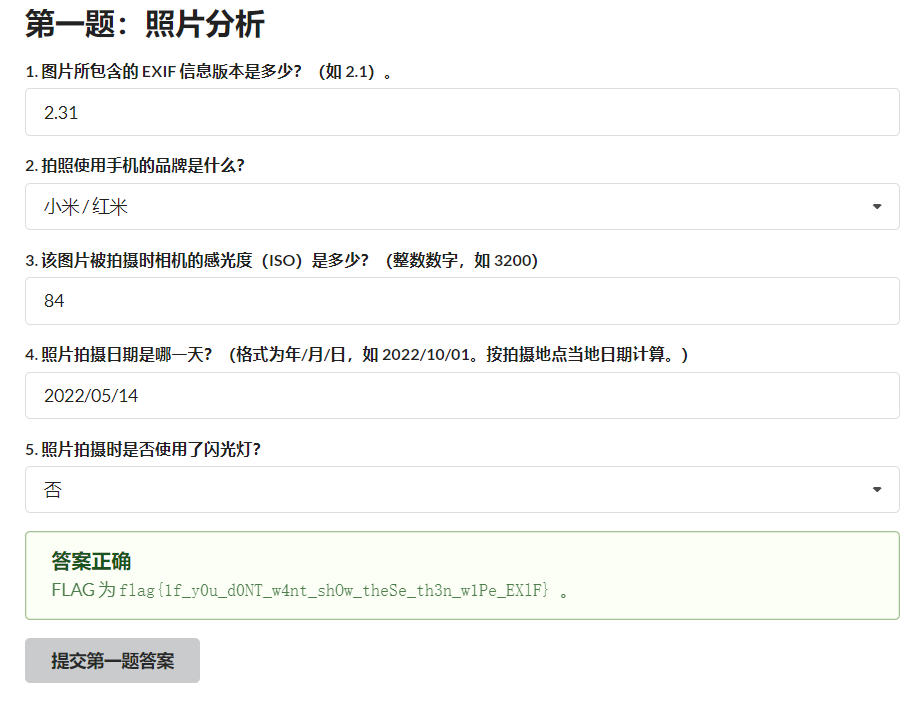 第一题：照片分析
1. 图片所包含的 EXIF 信息版本是多少？（如 2.1）。
2.31
2. 拍照使用手机的品牌是什么？
小米 / 红米
3. 该图片被拍摄时相机的感光度（ISO）是多少？（整数数字，如 3200）
84
4. 照片拍摄日期是哪一天？（格式为年/月/日，如 2022/10/01。按拍摄地点当地日期计算。）
2022/05/14
5. 照片拍摄时是否使用了闪光灯？
否
答案正确
FLAG 为 flag{1f_y0u_d0NT_w4nt_shOw_theSe_th3n_w1Pe_EXlF} 。
提交第一题答案